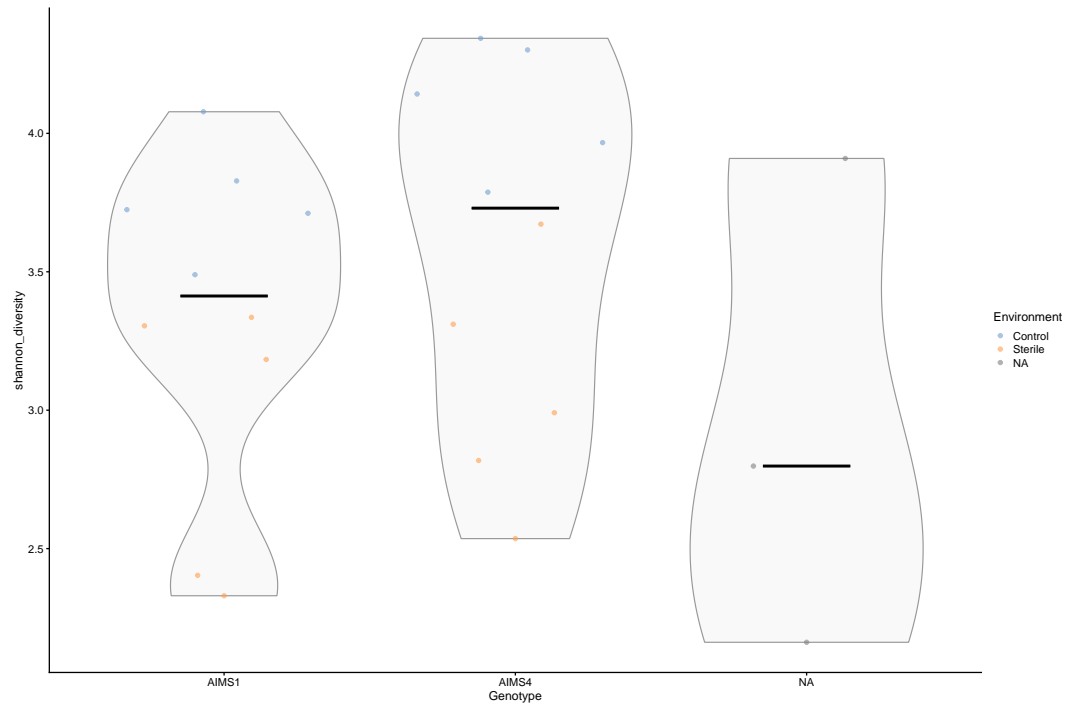 shannon_diversity
4.0
3.5
3.0
2.5
AIMS1
AIMS4
NA
Genotype
Environment
Control
Sterile
NA